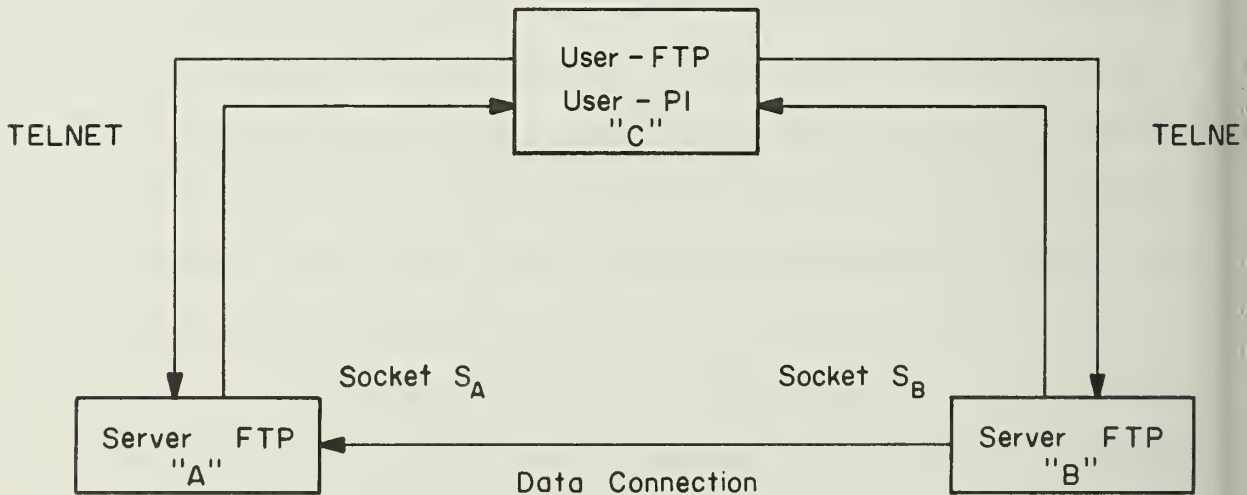 User - FTP
User - PI
"C"
TELNET
TELNE
Socket S_A
Socket S_B
Server FTP
"A"
Server FTP
"B"
Data Connection